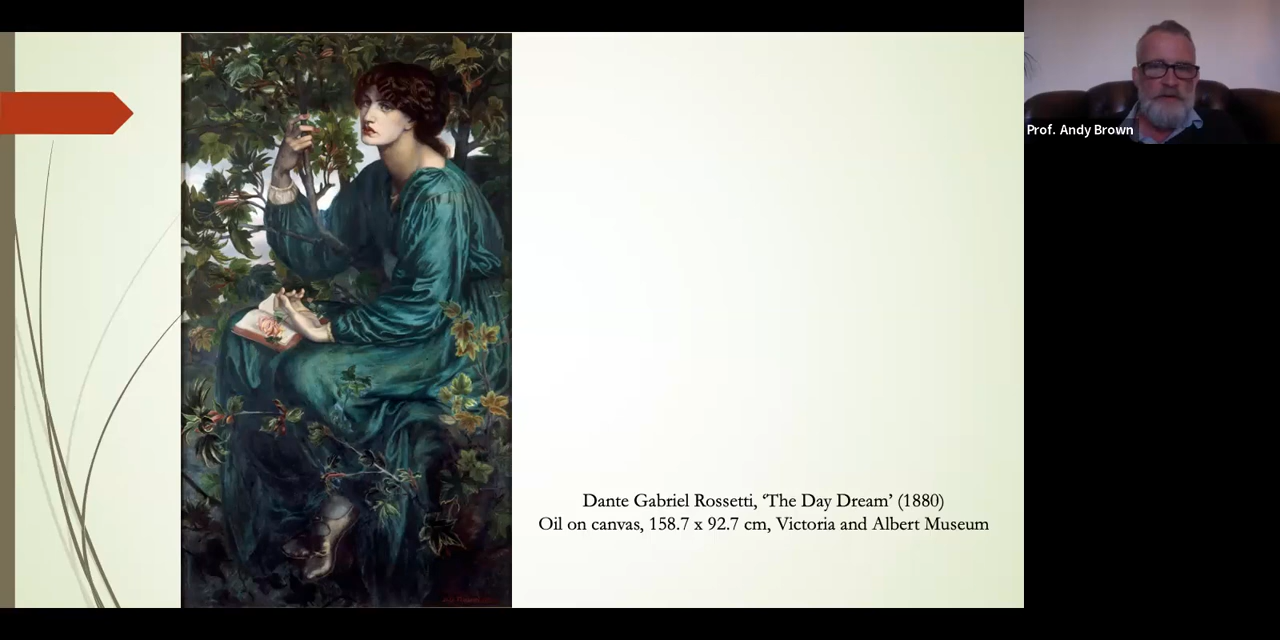 Prof. Andy Brown
Dante Gabriel Rossetti, ‘The Day Dream’ (1880)
Oil on canvas, 158.7 x 92.7 cm, Victoria and Albert Museum